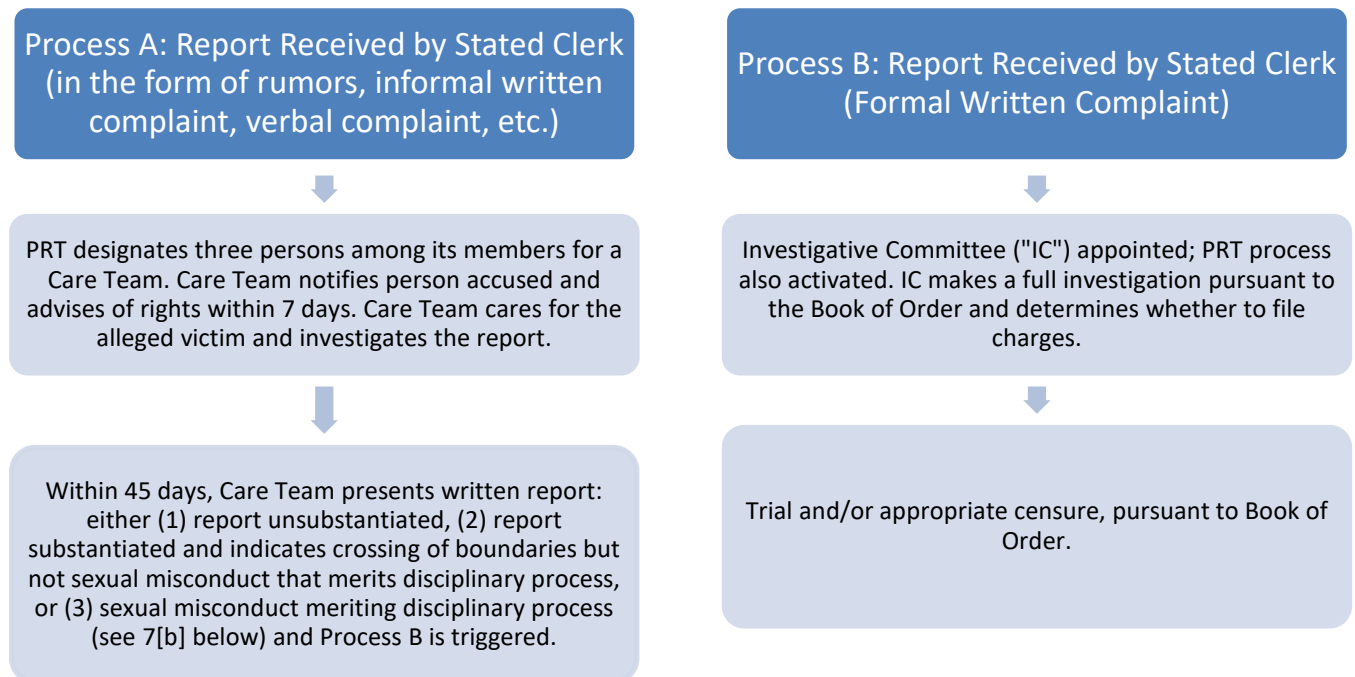 Process A: Report Received by Stated Clerk
(in the form of rumors, informal written
complaint, verbal complaint, etc.)
PRT designates three persons among its members for a
Care Team. Care Team notifies person accused and
advises of rights within 7 days. Care Team cares for the
alleged victim and investigates the report.
Within 45 days, Care Team presents written report:
either (1) report unsubstantiated, (2) report
substantiated and indicates crossing of boundaries but
not sexual misconduct that merits disciplinary process,
or (3) sexual misconduct meriting disciplinary process
(see 7[b] below) and Process B is triggered.
Process B: Report Received by Stated Clerk
(Formal Written Complaint)
Investigative Committee ("IC") appointed; PRT process
also activated. IC makes a full investigation pursuant to
the Book of Order and determines whether to file
charges.
Trial and/or appropriate censure, pursuant to Book of
Order.